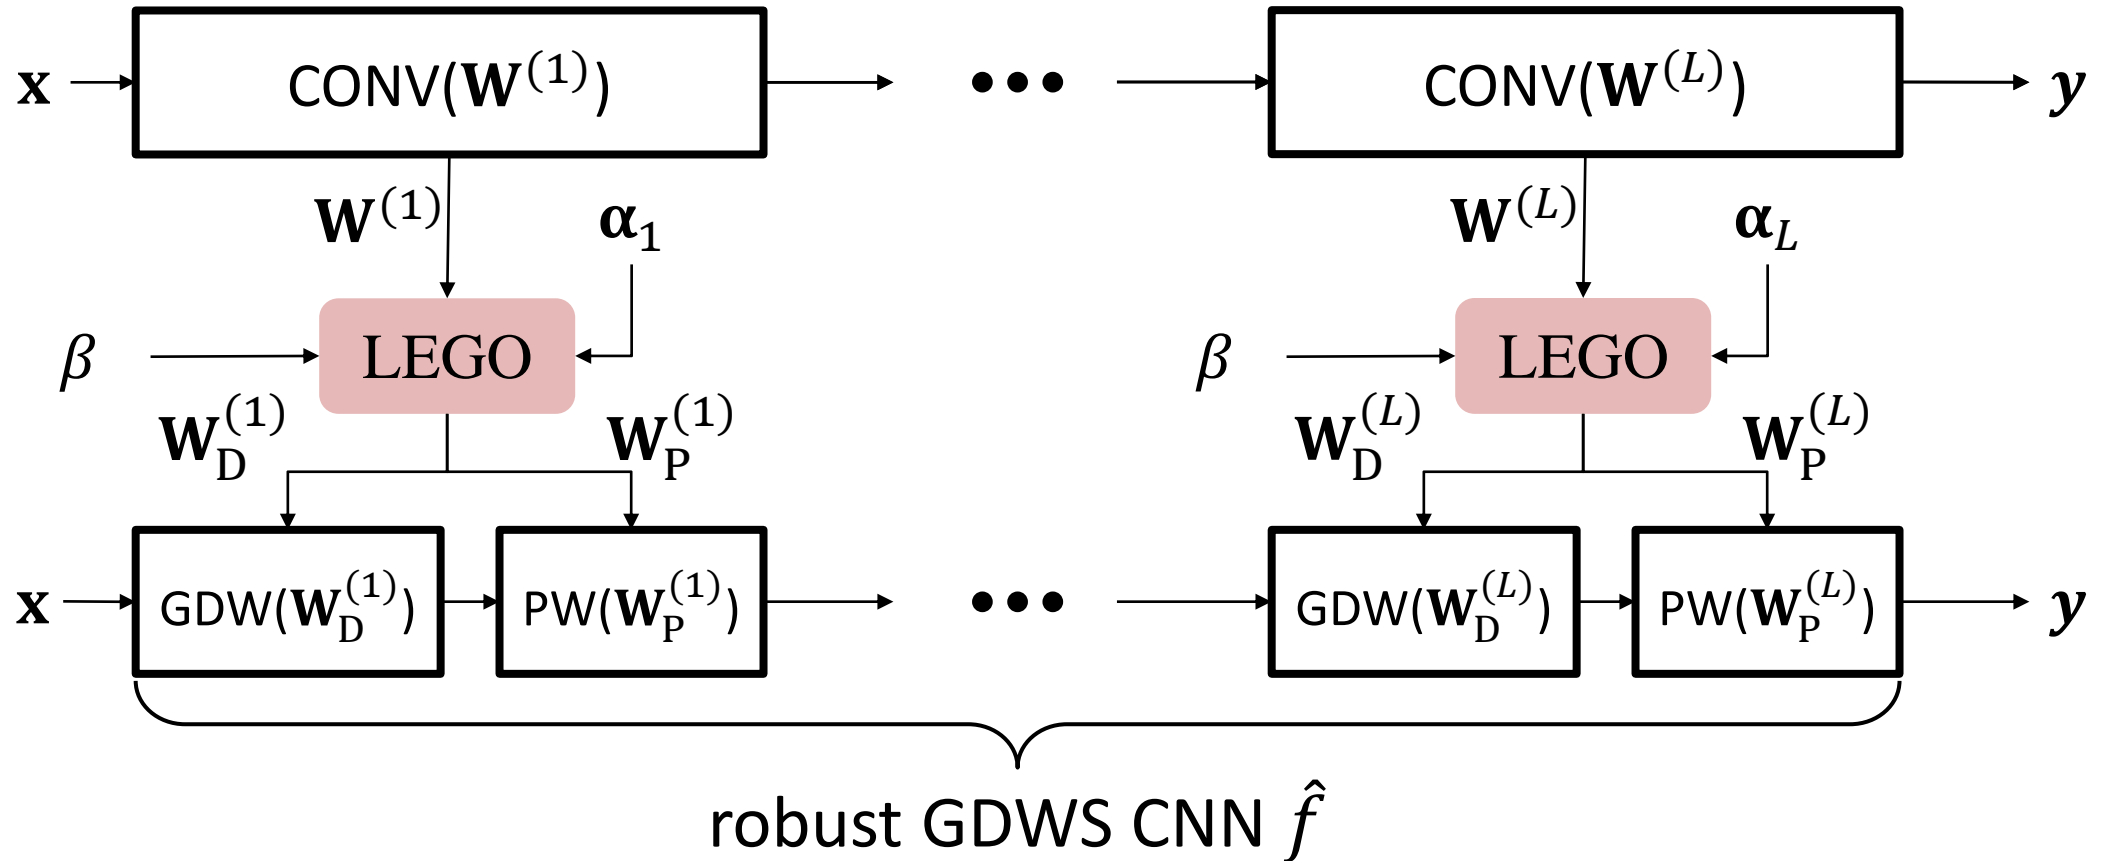 x CONV(W^(1)) ••• CONV(W^(L)) y
W^(1) α_1 W^(L) α_L
β LEGO β LEGO
W_D^(1) W_P^(1) W_D^(L) W_P^(L)
x GDW(W_D^(1)) PW(W_P^(1)) ••• GDW(W_D^(L)) PW(W_P^(L)) y
robust GDWS CNN f̂